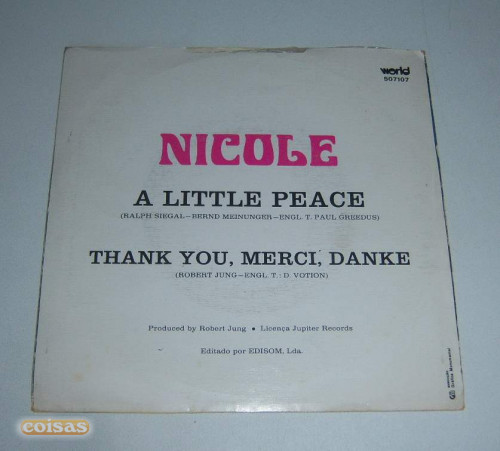 world
507107
NICOLE
A LITTLE PEACE
(RALPH SIEGAL—BERND MEINUNGER—ENGL. T. PAUL GREEDUS)
THANK YOU, MERCI, DANKE
(ROBERT JUNG—ENGL. T.: D. VOTION)
Produced by Robert Jung • Licença Jupiter Records
Editado por EDISOM, Lda.
coisas